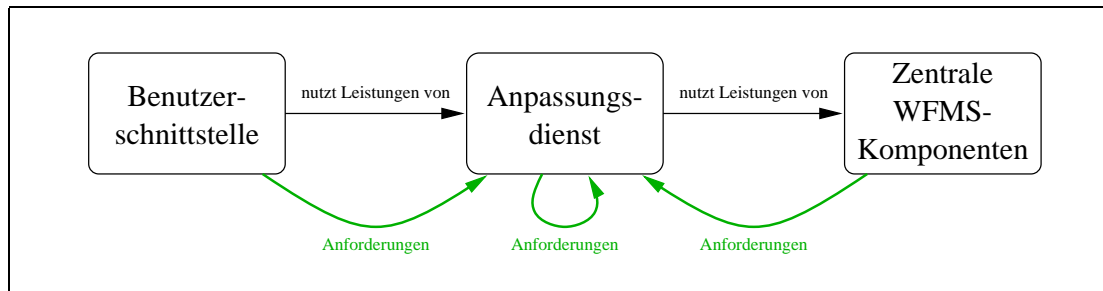 Benutzer-
schnittstelle
nutzt Leistungen von
Anpassungs-
dienst
nutzt Leistungen von
Zentrale
WFMS-
Komponenten
Anforderungen
Anforderungen
Anforderungen